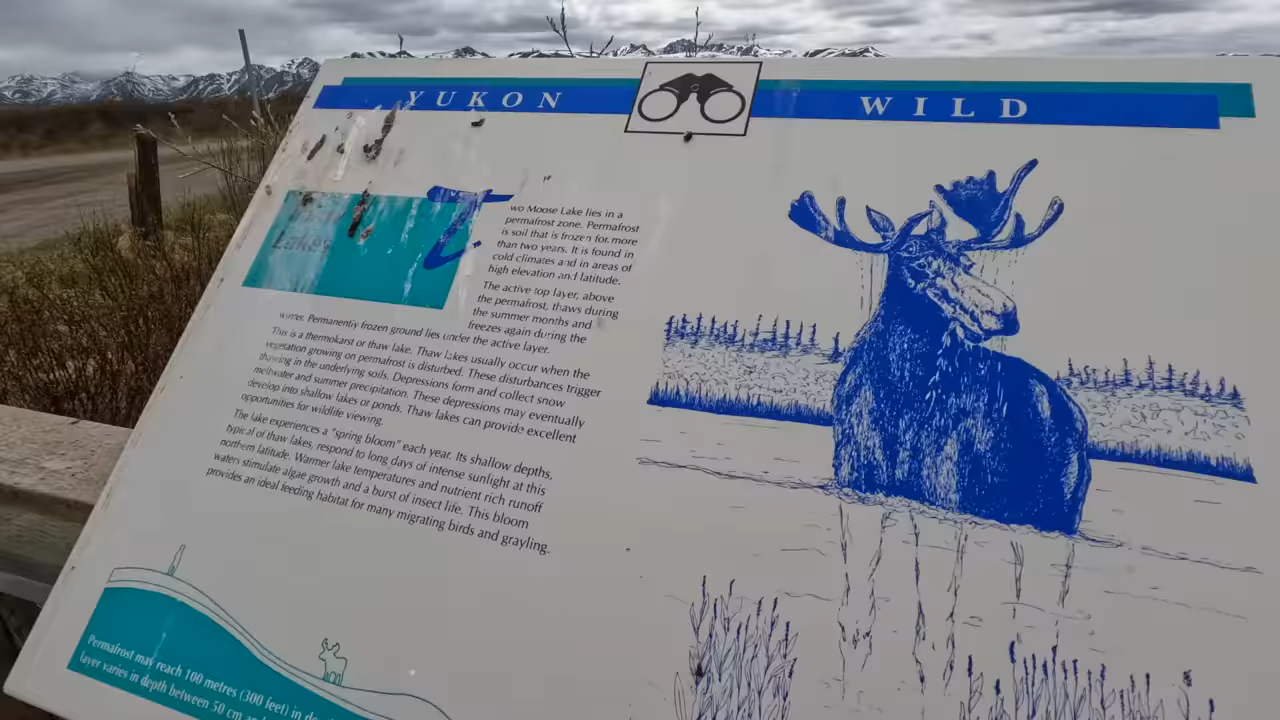 YUKON WILD
Lakes
T
wo Moose Lake lies in a
permafrost zone. Permafrost
is soil that is frozen for more
than two years. It is found in
cold climates and in areas of
high elevation and latitude.
The active top layer, above
the permafrost, thaws during
the summer months and
freezes again during the
winter. Permanently frozen ground lies under the active layer.
This is a thermokarst or thaw lake. Thaw lakes usually occur when the
vegetation growing on permafrost is disturbed. These disturbances trigger
thawing in the underlying soils. Depressions form and collect snow
meltwater and summer precipitation. These depressions may eventually
develop into shallow lakes or ponds. Thaw lakes can provide excellent
opportunities for wildlife viewing.
The lake experiences a "spring bloom" each year. Its shallow depths,
typical of thaw lakes, respond to long days of intense sunlight at this
northern latitude. Warmer lake temperatures and nutrient rich runoff
waters stimulate algae growth and a burst of insect life. This bloom
provides an ideal feeding habitat for many migrating birds and grayling.
Permafrost may reach 100 metres (300 feet) in
layer varies in depth between 50 cm